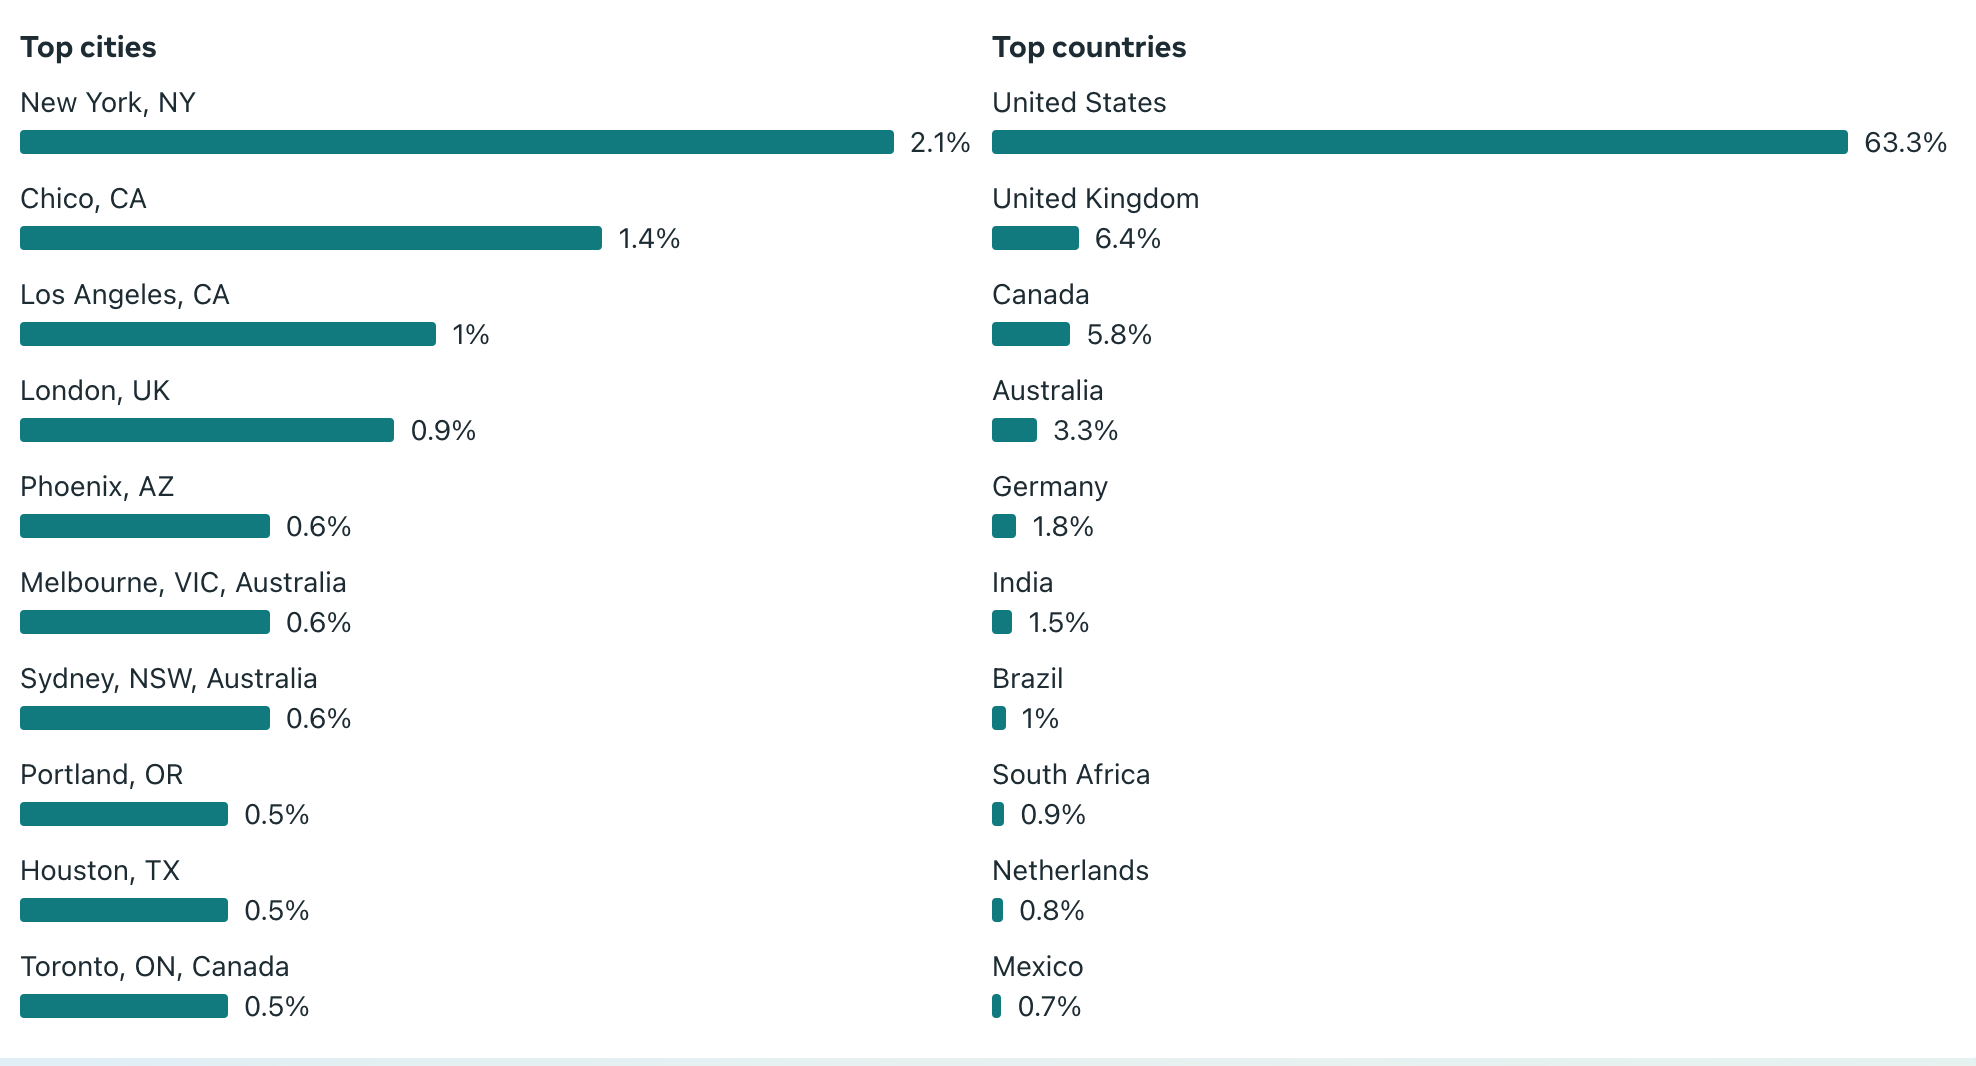 Top cities
New York, NY
2.1%
Chico, CA
1.4%
Los Angeles, CA
1%
London, UK
0.9%
Phoenix, AZ
0.6%
Melbourne, VIC, Australia
0.6%
Sydney, NSW, Australia
0.6%
Portland, OR
0.5%
Houston, TX
0.5%
Toronto, ON, Canada
0.5%
Top countries
United States
63.3%
United Kingdom
6.4%
Canada
5.8%
Australia
3.3%
Germany
1.8%
India
1.5%
Brazil
1%
South Africa
0.9%
Netherlands
0.8%
Mexico
0.7%